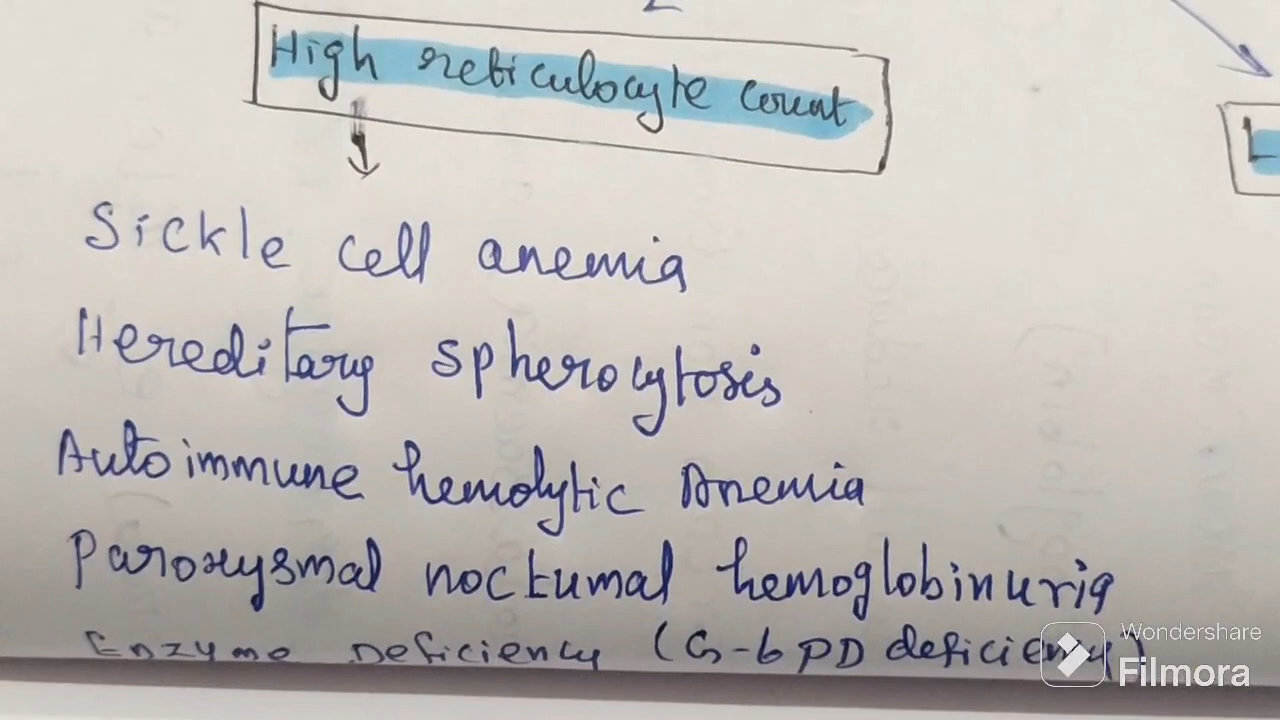 High reticulocyte count
L
Sickle cell anemia
Hereditary spherocytosis
Autoimmune hemolytic Anemia
Paroxysmal nocturnal hemoglobinuria
Enzyme Deficiency (G-6PD deficiency)
Wondershare
Filmora